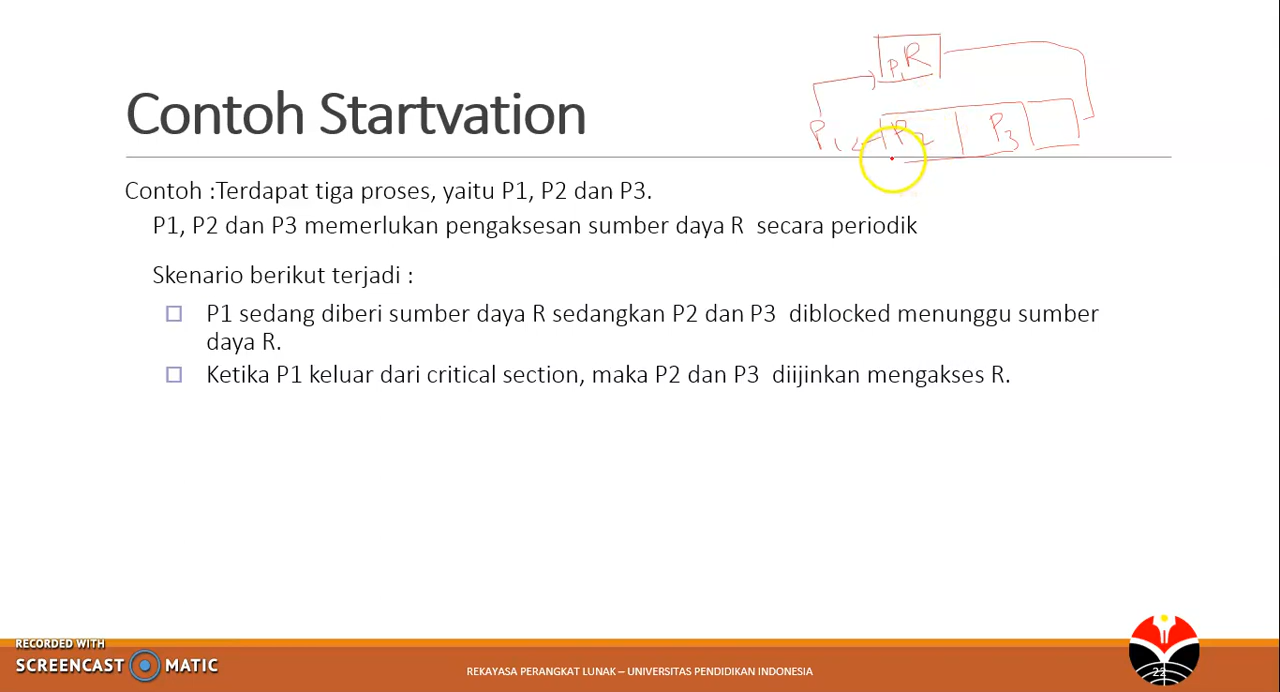 P1 R
P1 P2 P3
Contoh Startvation
Contoh :Terdapat tiga proses, yaitu P1, P2 dan P3.
P1, P2 dan P3 memerlukan pengaksesan sumber daya R secara periodik
Skenario berikut terjadi :
P1 sedang diberi sumber daya R sedangkan P2 dan P3 diblocked menunggu sumber
daya R.
Ketika P1 keluar dari critical section, maka P2 dan P3 diijinkan mengakses R.
RECORDED WITH
SCREENCAST MATIC
REKAYASA PERANGKAT LUNAK – UNIVERSITAS PENDIDIKAN INDONESIA
22